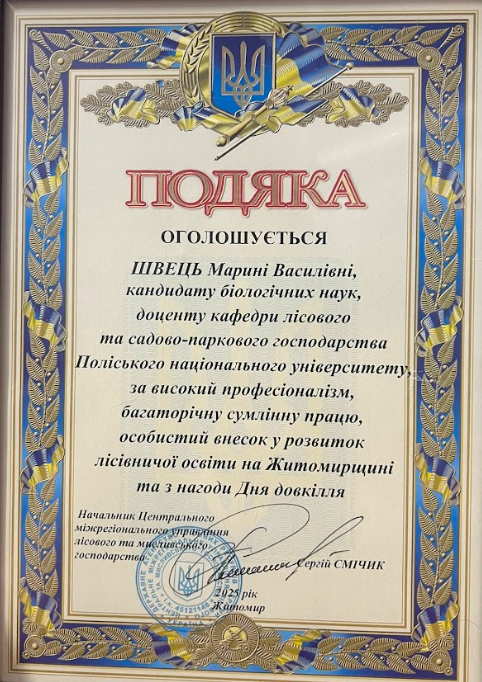 ПОДЯКА
ОГОЛОШУЄТЬСЯ
ШВЕЦЬ Марині Василівні,
кандидату біологічних наук,
доценту кафедри лісового
та садово-паркового господарства
Поліського національного університету,
за високий професіоналізм,
багаторічну сумлінну працю,
особистий внесок у розвиток
лісівничої освіти на Житомирщині
та з нагоди Дня довкілля
Начальник Центрального
міжрегіонального управління
лісового та мисливського
господарства
Сергій СМІЧИК
45121146
2025 рік
Житомир